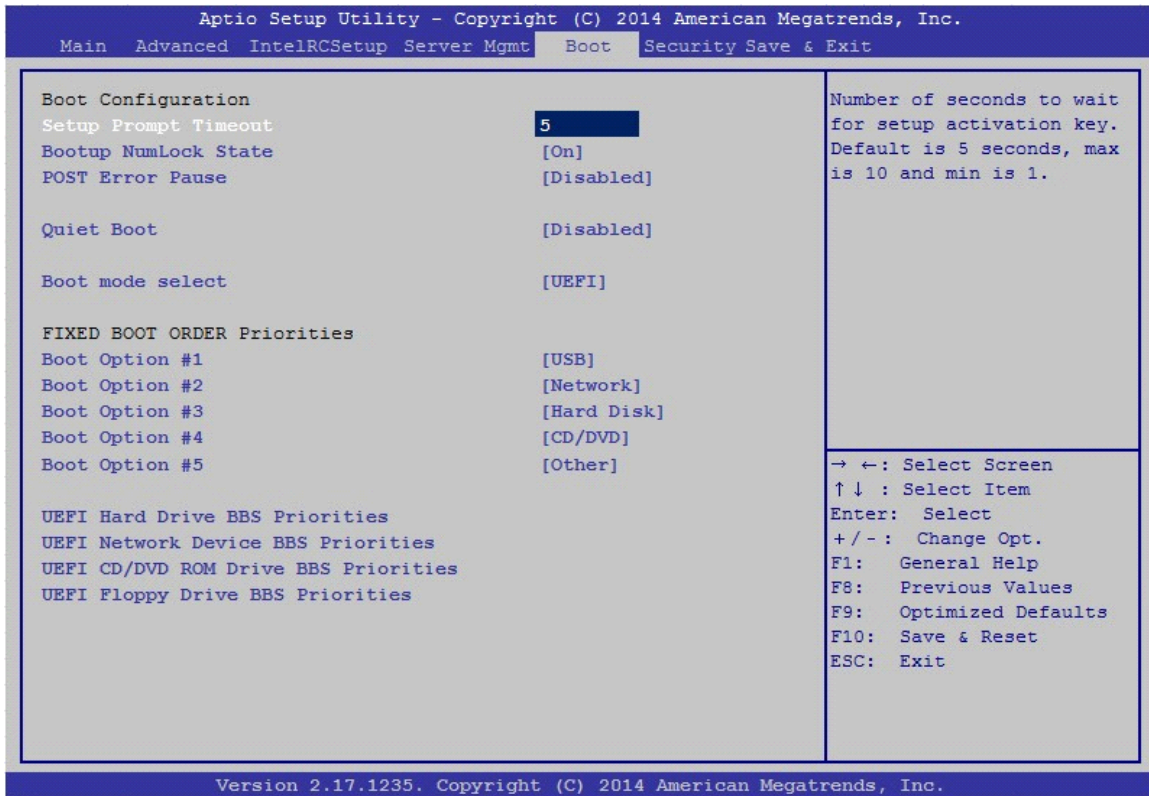 Aptio Setup Utility - Copyright (C) 2014 American Megatrends, Inc.
Main Advanced IntelRCSetup Server Mgmt Boot Security Save & Exit
Boot Configuration
Setup Prompt Timeout 5
Bootup NumLock State [On]
POST Error Pause [Disabled]
Quiet Boot [Disabled]
Boot mode select [UEFI]
FIXED BOOT ORDER Priorities
Boot Option #1 [USB]
Boot Option #2 [Network]
Boot Option #3 [Hard Disk]
Boot Option #4 [CD/DVD]
Boot Option #5 [Other]
UEFI Hard Drive BBS Priorities
UEFI Network Device BBS Priorities
UEFI CD/DVD ROM Drive BBS Priorities
UEFI Floppy Drive BBS Priorities
Number of seconds to wait
for setup activation key.
Default is 5 seconds, max
is 10 and min is 1.
→ ←: Select Screen
↑↓ : Select Item
Enter: Select
+/-: Change Opt.
F1: General Help
F8: Previous Values
F9: Optimized Defaults
F10: Save & Reset
ESC: Exit
Version 2.17.1235. Copyright (C) 2014 American Megatrends, Inc.